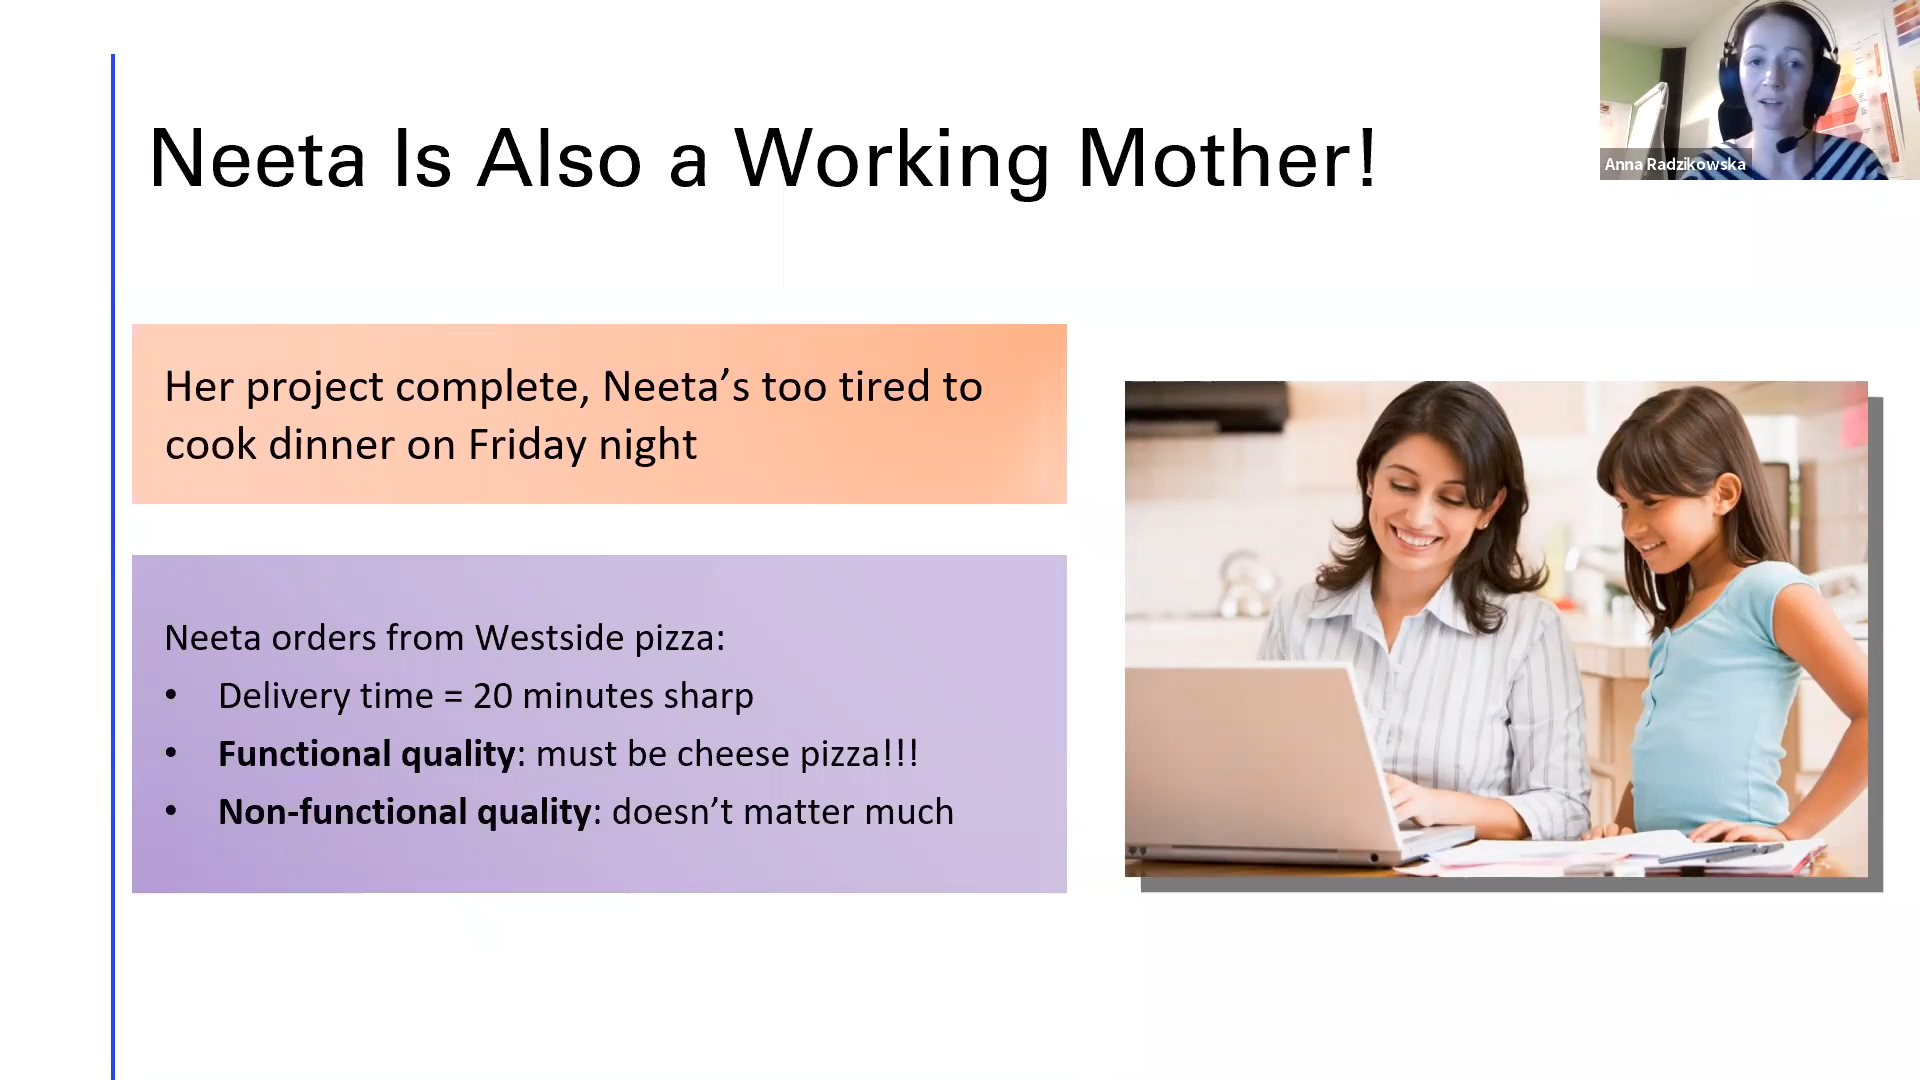 Neeta Is Also a Working Mother!
Anna Radzikowska
Her project complete, Neeta’s too tired to
cook dinner on Friday night
Neeta orders from Westside pizza:
• Delivery time = 20 minutes sharp
• Functional quality: must be cheese pizza!!!
• Non-functional quality: doesn’t matter much